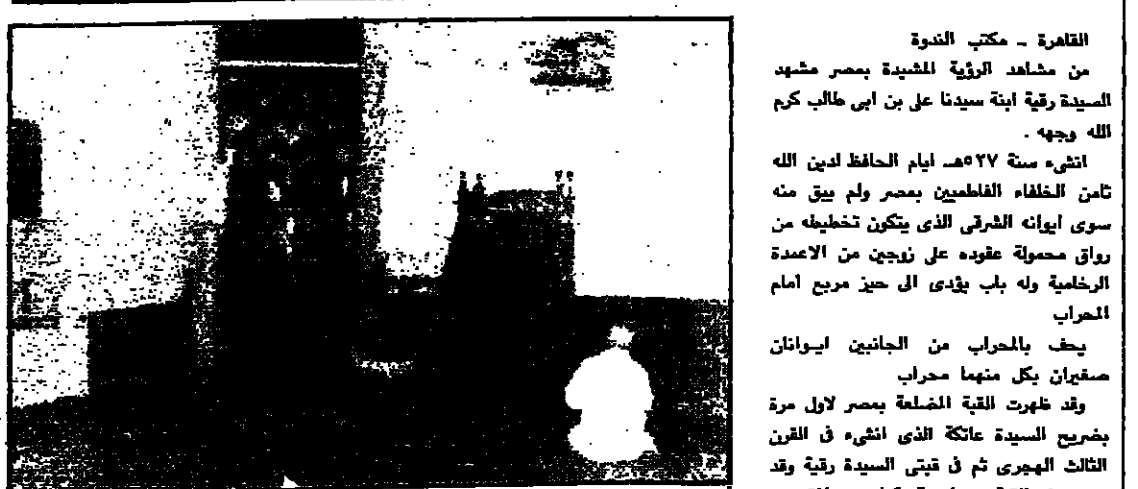 القاهرة ـ مكتب الندوة
من مشاهد الرؤية المشيدة بمصر مشهد
السيدة رقية ابنة سيدنا على بن ابى طالب كرم
الله وجهه .
انشىء سنة ٥٢٧هـ ايام الحافظ لدين الله
ثامن الخلفاء الفاطميين بمصر ولم يبق منه
سوى ايوانه الشرقى الذى يتكون تخطيطه من
رواق محمولة عقوده على زوجين من الاعمدة
الرخامية وله باب يؤدى الى حيز مربع أمام
المحراب
يحف بالمحراب من الجانبين ايوانان
صغيران بكل منهما محراب
وقد ظهرت القبة المضلعة بمصر لاول مرة
بضريح السيدة عاتكة الذى انشىء فى القرن
الثالث الهجرى ثم فى قبتى السيدة رقية وقد